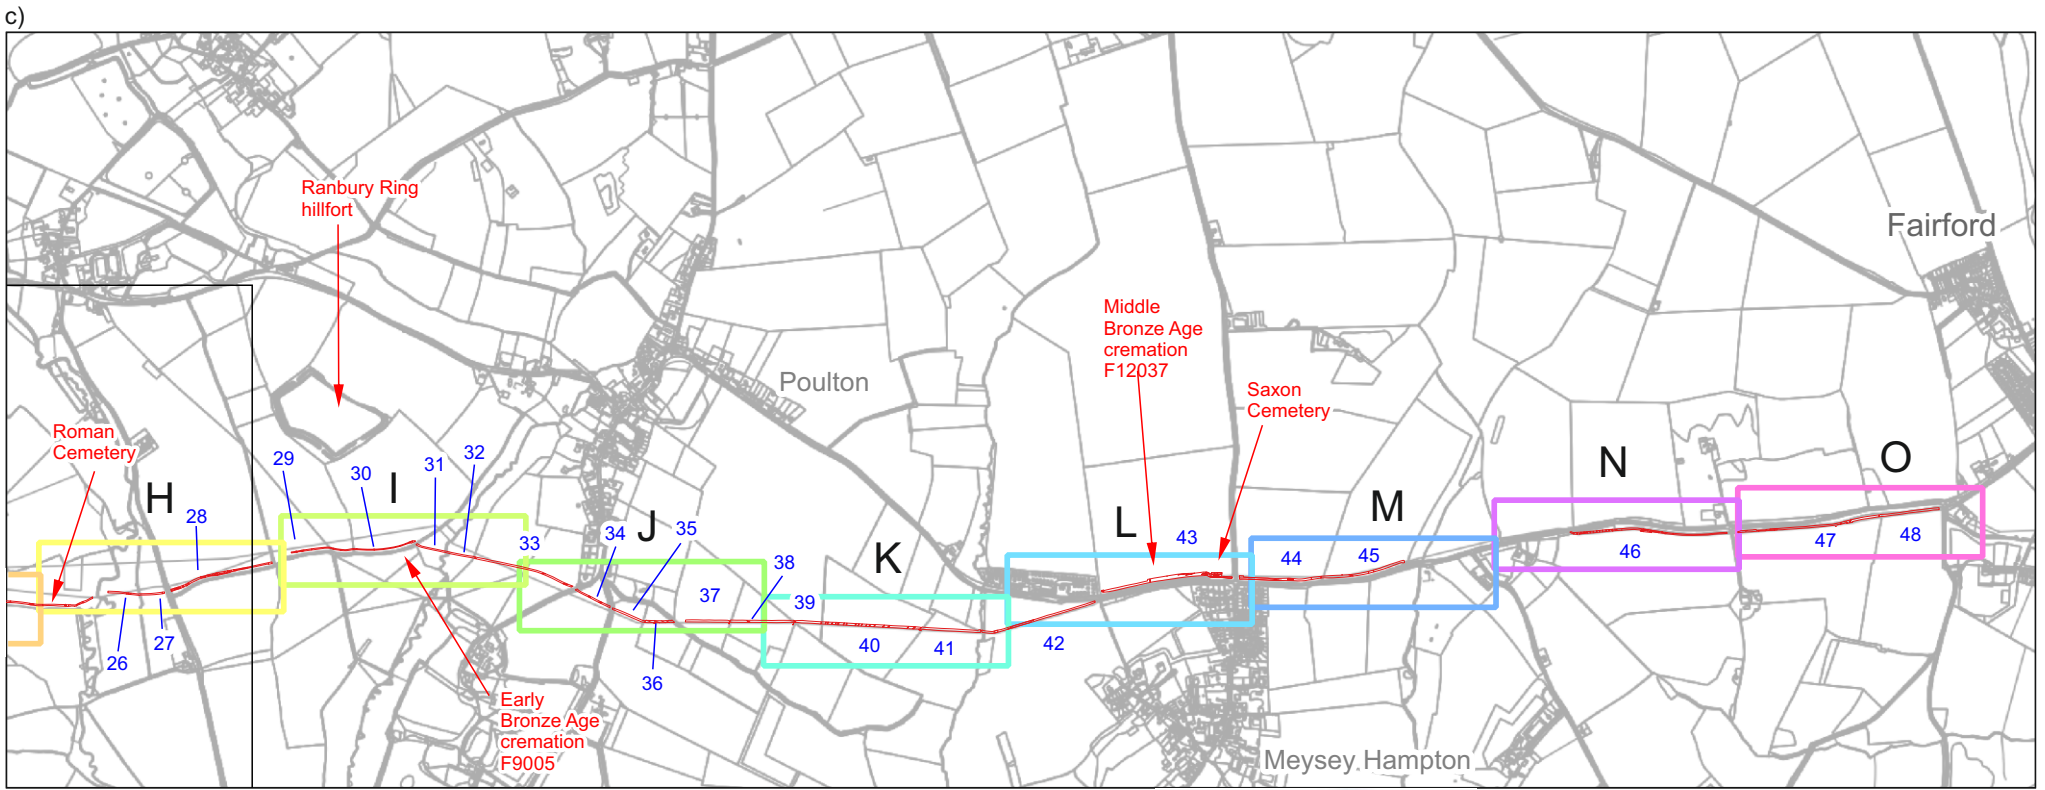 c)
Ranbury Ring
hillfort
Fairford
Middle
Bronze Age
cremation
F12037
Poulton
Saxon
Cemetery
Roman
Cemetery
H
28
29
30
I
31
32
33
34
J
35
37
38
39
K
L
43
M
44
45
N
46
O
47
48
26
27
36
40
41
42
Early
Bronze Age
cremation
F9005
Meysey Hampton